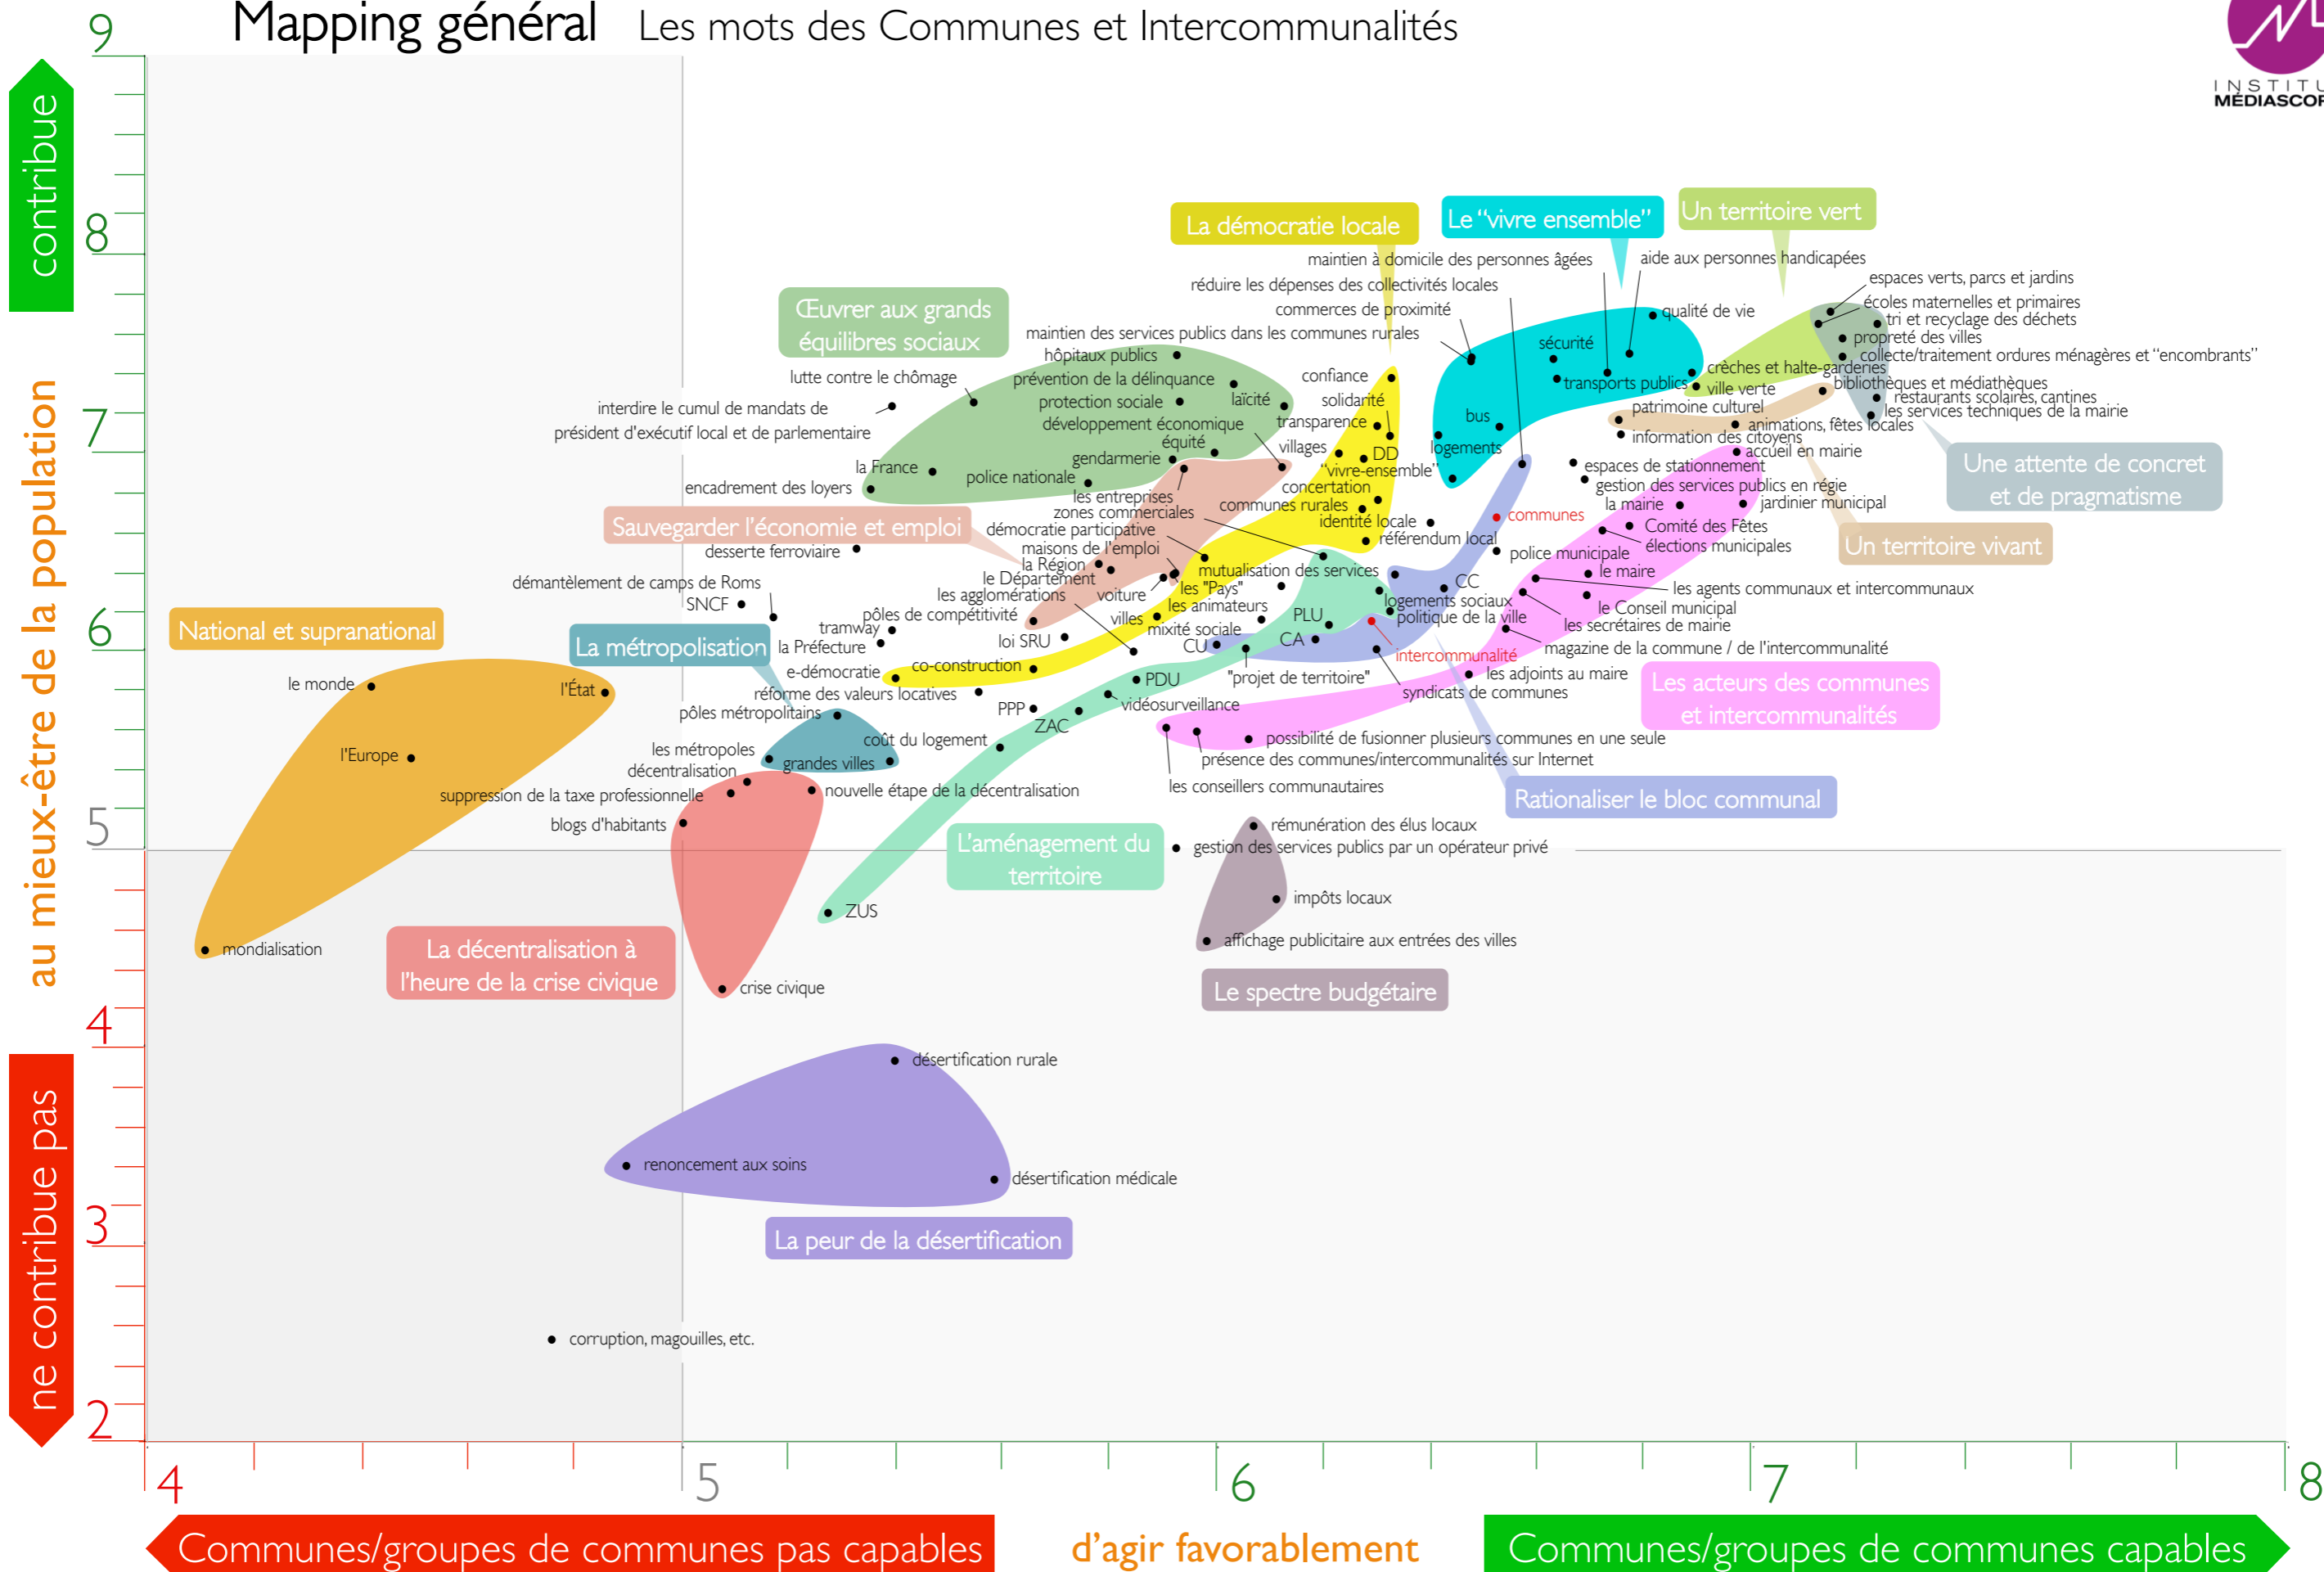 Mapping général Les mots des Communes et Intercommunalités
INSTITU
MÉDIASCOP
9
8
7
6
5
4
3
2
contribue
au mieux-être de la population
ne contribue pas
La démocratie locale
Le “vivre ensemble”
Un territoire vert
maintien à domicile des personnes âgées
aide aux personnes handicapées
réduire les dépenses des collectivités locales
espaces verts, parcs et jardins
commerces de proximité
écoles maternelles et primaires
qualité de vie
tri et recyclage des déchets
Œuvrer aux grands
équilibres sociaux
maintien des services publics dans les communes rurales
propreté des villes
sécurité
hôpitaux publics
collecte/traitement ordures ménagères et “encombrants”
lutte contre le chômage
prévention de la délinquance
confiance
crèches et halte-garderies
transports publics
ville verte
bibliothèques et médiathèques
protection sociale
laïcité
solidarité
restaurants scolaires, cantines
interdire le cumul de mandats de
président d'exécutif local et de parlementaire
patrimoine culturel
les services techniques de la mairie
développement économique
transparence
bus
animations, fêtes locales
équité
villages
logements
information des citoyens
gendarmerie
DD
accueil en mairie
la France
police nationale
“vivre-ensemble”
espaces de stationnement
Une attente de concret
et de pragmatisme
encadrement des loyers
les entreprises
concertation
gestion des services publics en régie
zones commerciales
communes rurales
la mairie
jardinier municipal
Sauvegarder l’économie et emploi
démocratie participative
identité locale
communes
Comité des Fêtes
desserte ferroviaire
maisons de l'emploi
référendum local
élections municipales
Un territoire vivant
la Région
police municipale
le Département
mutualisation des services
le maire
démantèlement de camps de Roms
les agglomérations
voiture
les "Pays"
CC
les agents communaux et intercommunaux
SNCF
pôles de compétitivité
les animateurs
logements sociaux
le Conseil municipal
National et supranational
tramway
villes
PLU
politique de la ville
les secrétaires de mairie
La métropolisation
la Préfecture
loi SRU
mixité sociale
CU
CA
intercommunalité
magazine de la commune / de l'intercommunalité
e-démocratie
co-construction
"projet de territoire"
les adjoints au maire
le monde
l'État
réforme des valeurs locatives
PDU
syndicats de communes
Les acteurs des communes
et intercommunalités
pôles métropolitains
PPP
vidéosurveillance
ZAC
l'Europe
les métropoles
coût du logement
possibilité de fusionner plusieurs communes en une seule
décentralisation
grandes villes
présence des communes/intercommunalités sur Internet
suppression de la taxe professionnelle
nouvelle étape de la décentralisation
les conseillers communautaires
Rationaliser le bloc communal
blogs d'habitants
rémunération des élus locaux
L’aménagement du
territoire
gestion des services publics par un opérateur privé
impôts locaux
ZUS
affichage publicitaire aux entrées des villes
mondialisation
La décentralisation à
l’heure de la crise civique
crise civique
Le spectre budgétaire
désertification rurale
renoncement aux soins
désertification médicale
La peur de la désertification
corruption, magouilles, etc.
4
5
6
7
8
Communes/groupes de communes pas capables
d’agir favorablement
Communes/groupes de communes capables